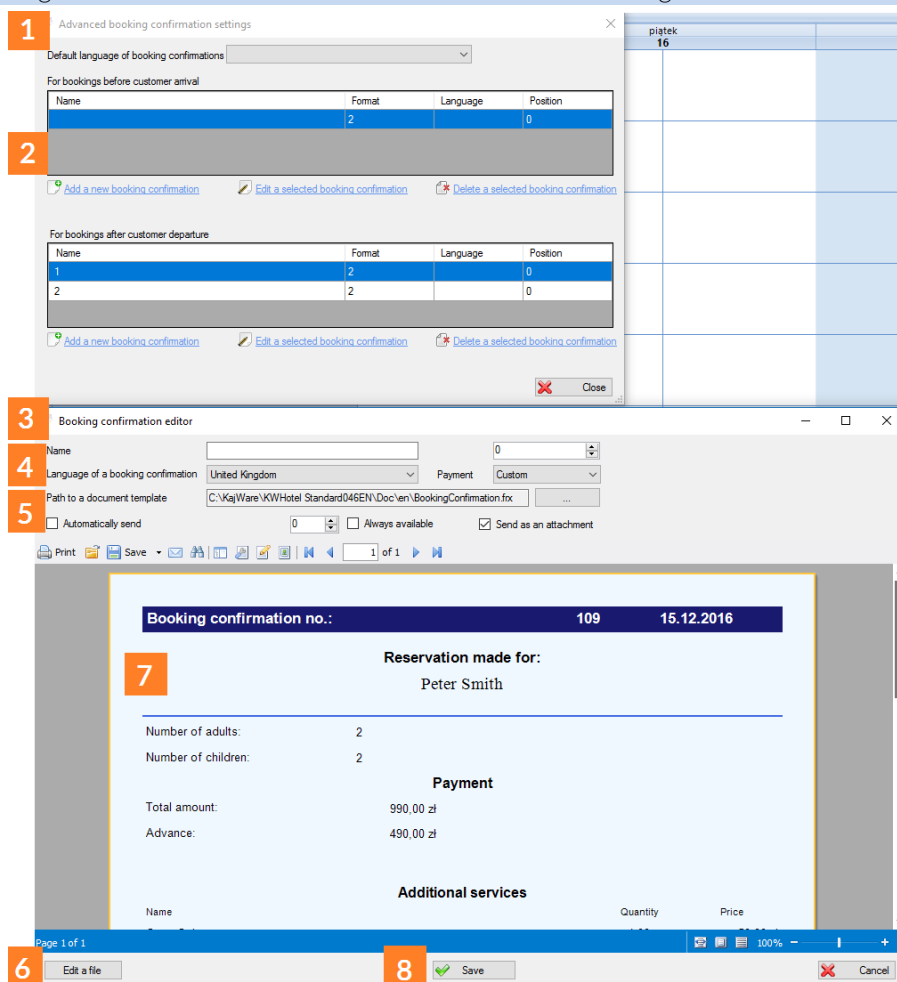 1 Advanced booking confirmation settings
piątek
16
Default language of booking confirmations
For bookings before customer arrival
Name Format Language Position
2 0
2
Add a new booking confirmation Edit a selected booking confirmation Delete a selected booking confirmation
For bookings after customer departure
Name Format Language Position
1 2 0
2 2 0
Add a new booking confirmation Edit a selected booking confirmation Delete a selected booking confirmation
Close
3 Booking confirmation editor
Name 0
4 Language of a booking confirmation United Kingdom Payment Custom
Path to a document template C:\KajWare\KWHotel Standard046EN\Doc\en\BookingConfirmation.frx ...
5 Automatically send 0 Always available Send as an attachment
Print Save 1 of 1
Booking confirmation no.: 109 15.12.2016
Reservation made for:
7 Peter Smith
Number of adults: 2
Number of children: 2
Payment
Total amount: 990,00 zł
Advance: 490,00 zł
Additional services
Name Quantity Price
Page 1 of 1 100%
6 Edit a file 8 Save Cancel